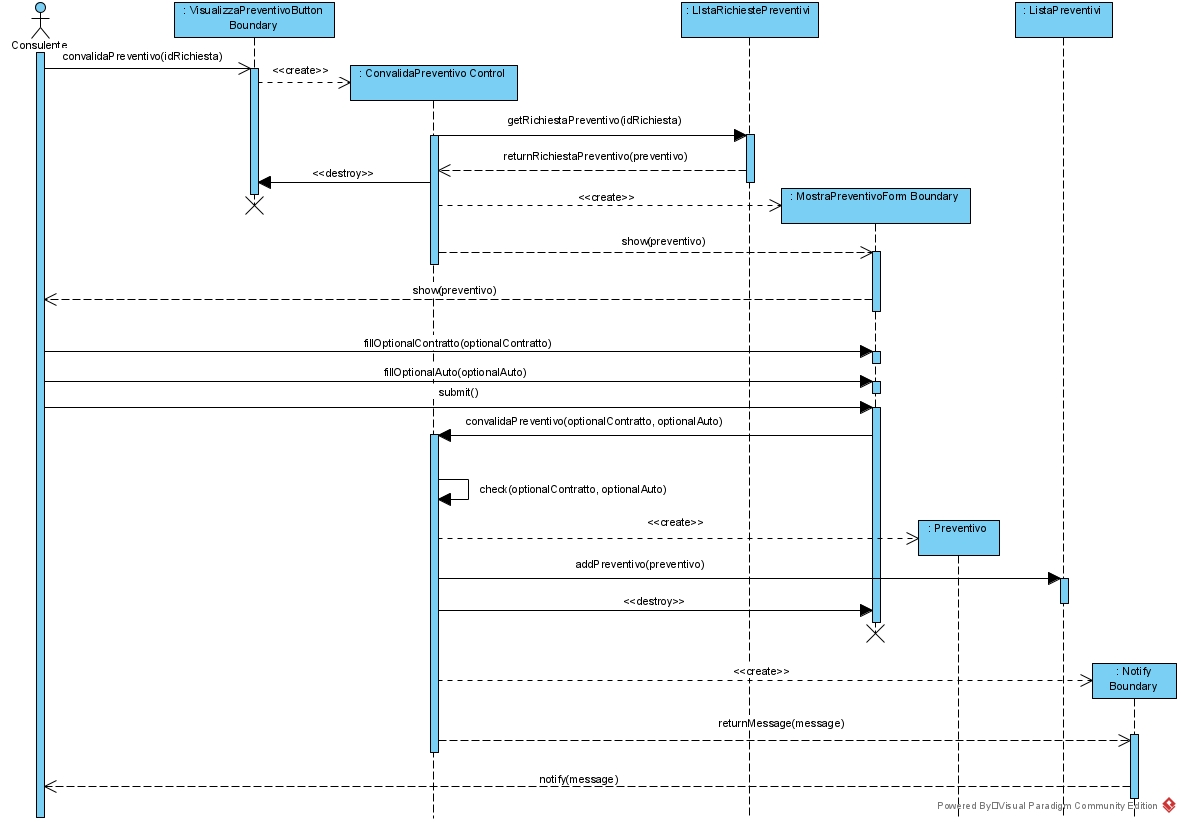 : VisualizzaPreventivoButton
Boundary
: LIstaRichiestePreventivi
: ListaPreventivi
Consulente
convalidaPreventivo(idRichiesta)
<<create>>
: ConvalidaPreventivo Control
getRichiestaPreventivo(idRichiesta)
returnRichiestaPreventivo(preventivo)
<<destroy>>
<<create>>
: MostraPreventivoForm Boundary
show(preventivo)
show(preventivo)
fillOptionalContratto(optionalContratto)
fillOptionalAuto(optionalAuto)
submit()
convalidaPreventivo(optionalContratto, optionalAuto)
check(optionalContratto, optionalAuto)
<<create>>
: Preventivo
addPreventivo(preventivo)
<<destroy>>
<<create>>
: Notify
Boundary
returnMessage(message)
notify(message)
Powered By Visual Paradigm Community Edition